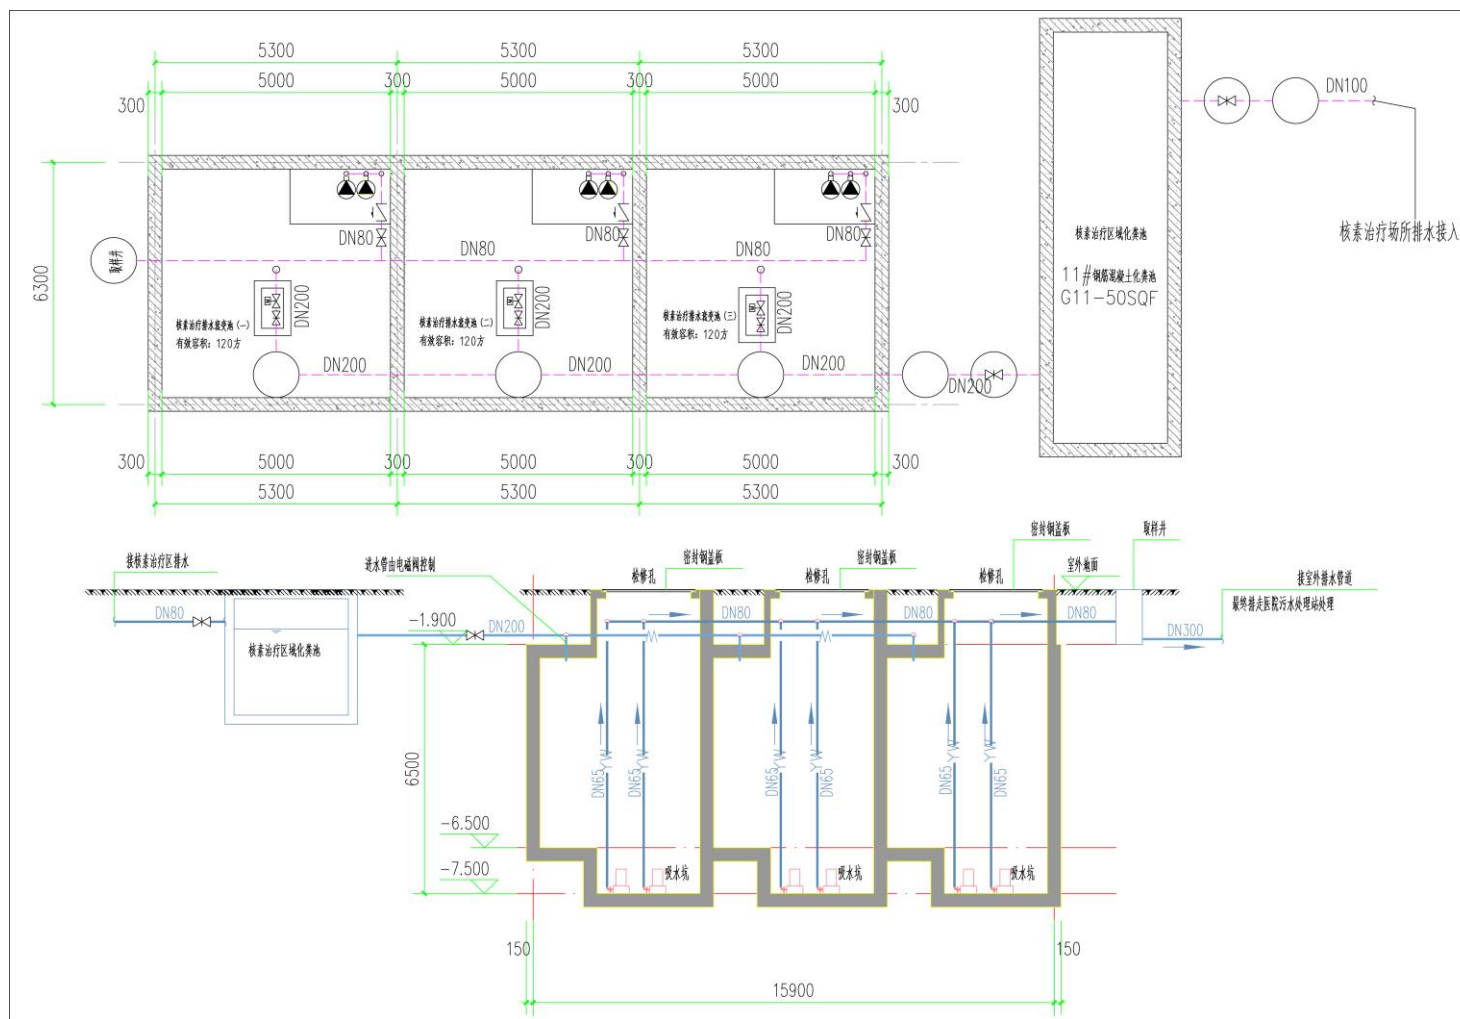 5300 5300 5300
300 5000 300 5000 300 5000 300
DN100
6300
DN80 DN80 DN80
DN80 DN80
取样井
DN200 DN200 DN200
核素治疗排水衰变池 (一)
有效容积: 120方
核素治疗排水衰变池 (二)
有效容积: 120方
核素治疗排水衰变池 (三)
有效容积: 120方
DN200 DN200 DN200 DN200
核素治疗区域化粪池
11#钢筋混凝土化粪池
G11-50SQF
核素治疗场所排水接入
300 5000 300 5000 300 5000 300
5300 5300 5300
接核素治疗区排水
进水管由电磁阀控制
检修孔
密封钢盖板
检修孔
密封钢盖板
检修孔
密封钢盖板
室外地面
取样井
接室外排水管道
最终排走医院污水处理站处理
DN80
-1.900
DN200
DN80 DN80 DN80
DN300
核素治疗区域化粪池
6500
YW YW YW YW YW YW
DN65 DN65 DN65 DN65 DN65 DN65
-6.500
-7.500
吸水坑 吸水坑 吸水坑
150 150
15900